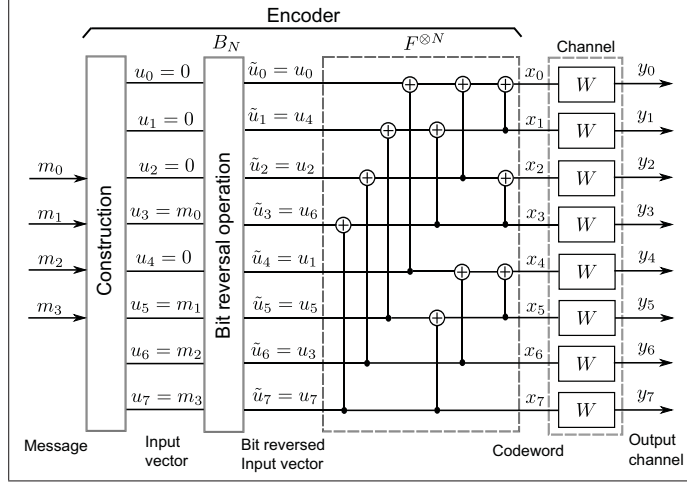 Encoder
B_N
F^{⊗N}
Channel
u_0 = 0
ũ_0 = u_0
x_0
W
y_0
u_1 = 0
ũ_1 = u_4
x_1
W
y_1
m_0
u_2 = 0
ũ_2 = u_2
x_2
W
y_2
m_1
u_3 = m_0
ũ_3 = u_6
x_3
W
y_3
m_2
u_4 = 0
ũ_4 = u_1
x_4
W
y_4
m_3
u_5 = m_1
ũ_5 = u_5
x_5
W
y_5
u_6 = m_2
ũ_6 = u_3
x_6
W
y_6
u_7 = m_3
ũ_7 = u_7
x_7
W
y_7
Construction
Bit reversal operation
Message
Input
vector
Bit reversed
Input vector
Codeword
Output
channel